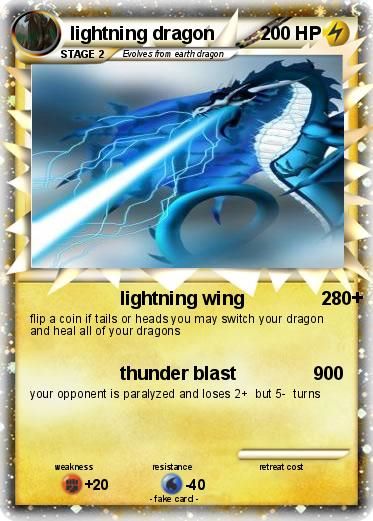 lightning dragon 200 HP
STAGE 2 Evolves from earth dragon
lightning wing 280+
flip a coin if tails or heads you may switch your dragon
and heal all of your dragons
thunder blast 900
your opponent is paralyzed and loses 2+ but 5- turns
weakness resistance retreat cost
+20 -40
- fake card -